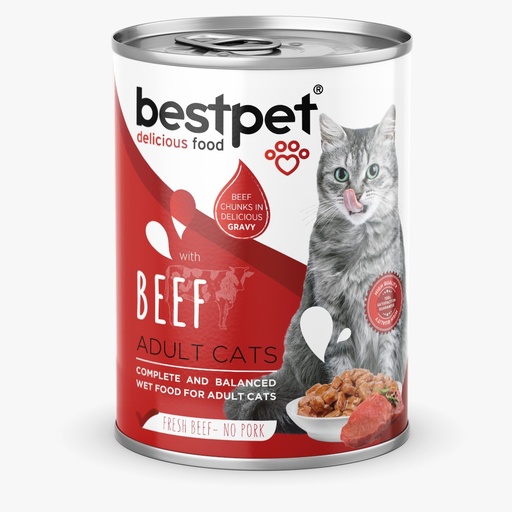 bestpet®
delicious food
BEEF
CHUNKS IN
DELICIOUS
GRAVY
with
BEEF
ADULT CATS
COMPLETE AND BALANCED
WET FOOD FOR ADULT CATS
FRESH BEEF- NO PORK